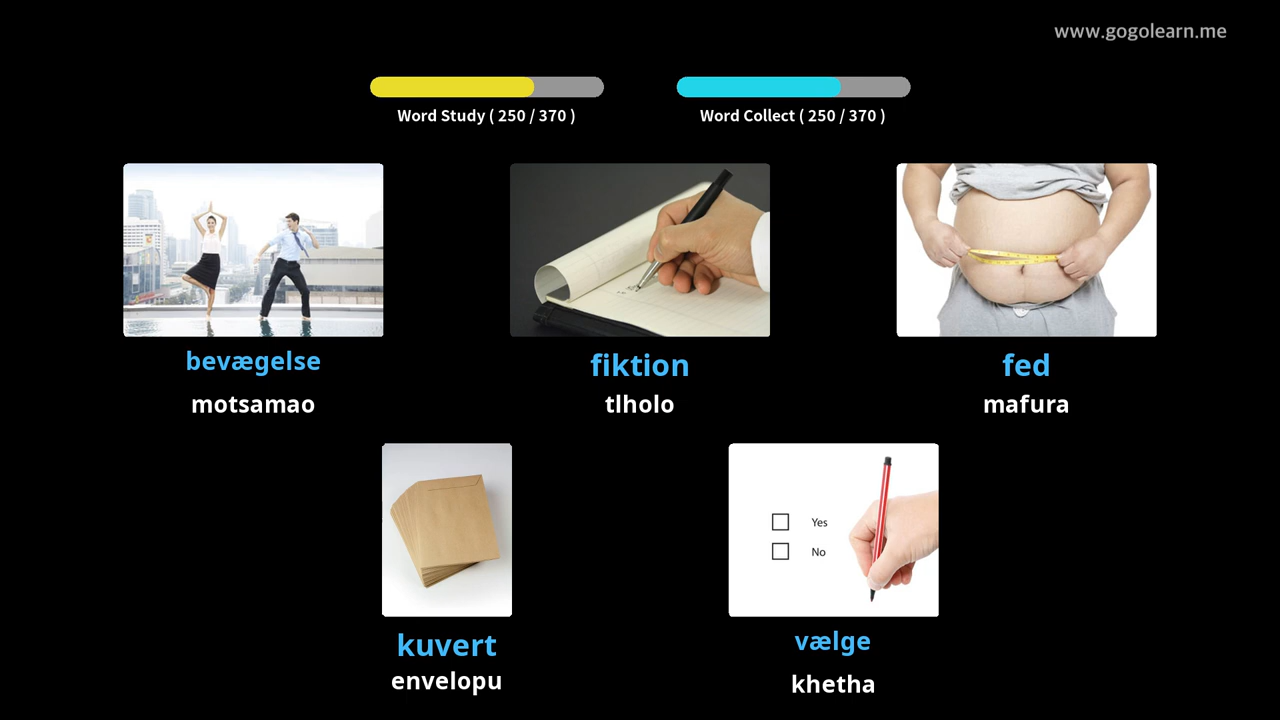 www.gogolearn.me
Word Study ( 250 / 370 )
Word Collect ( 250 / 370 )
bevægelse
motsamao
fiktion
tlholo
fed
mafura
Yes
No
kuvert
envelopu
vælge
khetha